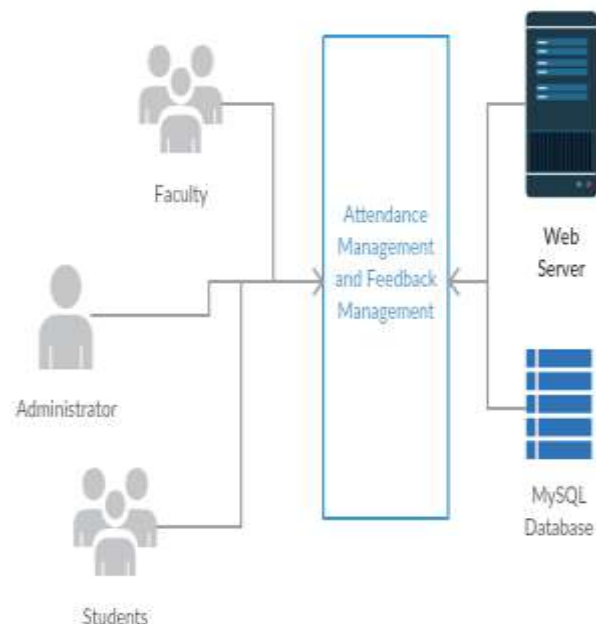 Faculty
Administrator
Students
Attendance
Management
and Feedback
Management
Web
Server
MySQL
Database